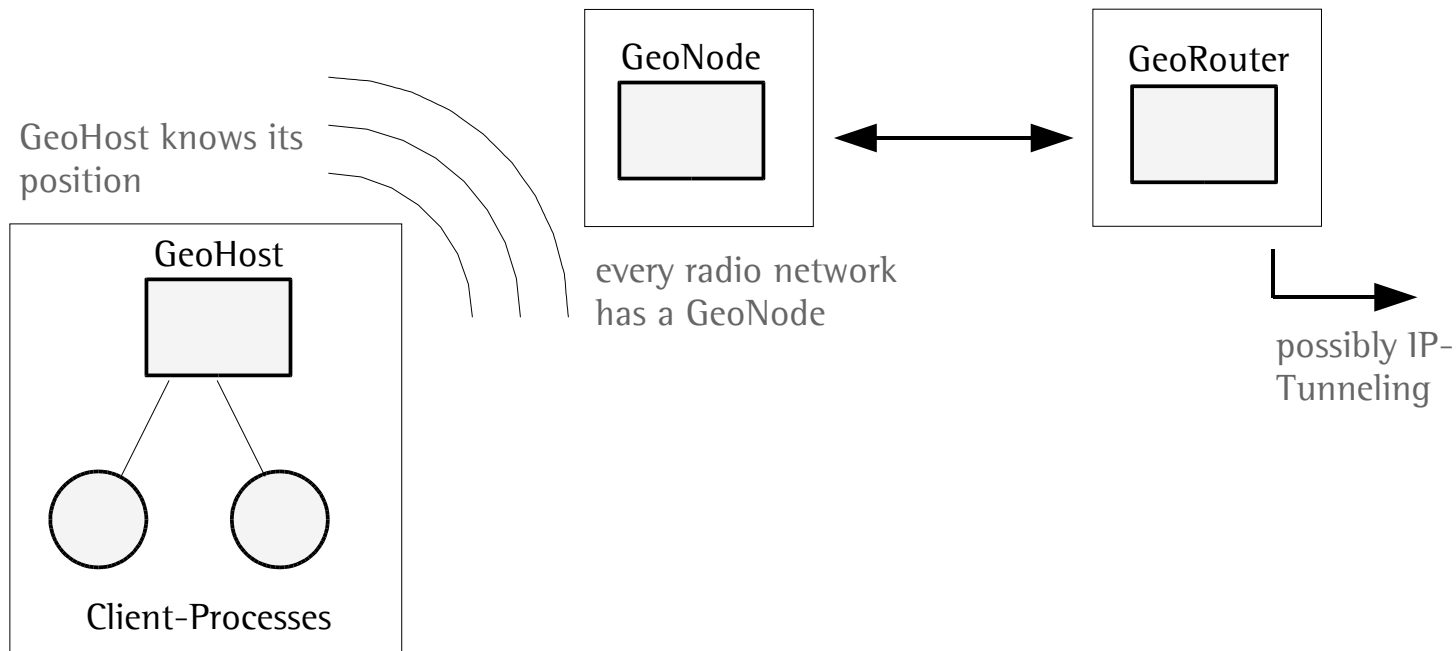 GeoHost knows its
position
GeoHost
Client-Processes
GeoNode
every radio network
has a GeoNode
GeoRouter
possibly IP-
Tunneling